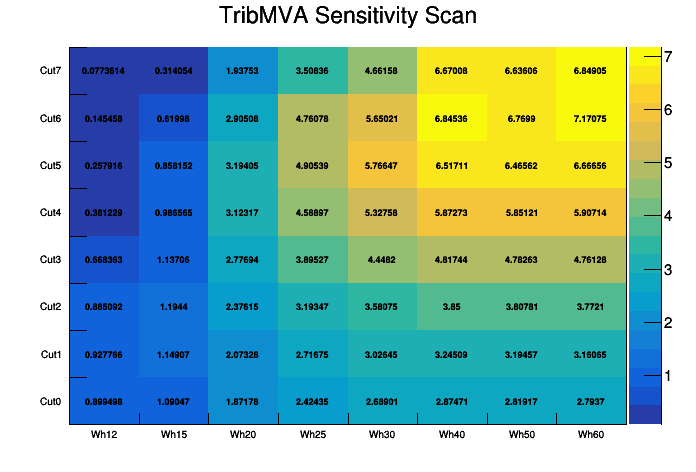 TribMVA Sensitivity Scan
Cut7 0.0773614 0.314054 1.93753 3.50836 4.66158 6.67008 6.63606 6.84905
Cut6 0.145458 0.61998 2.90508 4.76078 5.65021 6.84536 6.7699 7.17075
Cut5 0.257916 0.858152 3.19405 4.90539 5.76647 6.51711 6.46562 6.66656
Cut4 0.381229 0.986565 3.12317 4.58897 5.32758 5.87273 5.85121 5.90714
Cut3 0.668363 1.13706 2.77694 3.89527 4.4482 4.81744 4.78263 4.76128
Cut2 0.885092 1.1944 2.37615 3.19347 3.58075 3.85 3.80781 3.7721
Cut1 0.927766 1.14907 2.07328 2.71675 3.02645 3.24509 3.19457 3.16065
Cut0 0.899498 1.09047 1.87178 2.42435 2.68901 2.87471 2.81917 2.7937
Wh12 Wh15 Wh20 Wh25 Wh30 Wh40 Wh50 Wh60
7
6
5
4
3
2
1